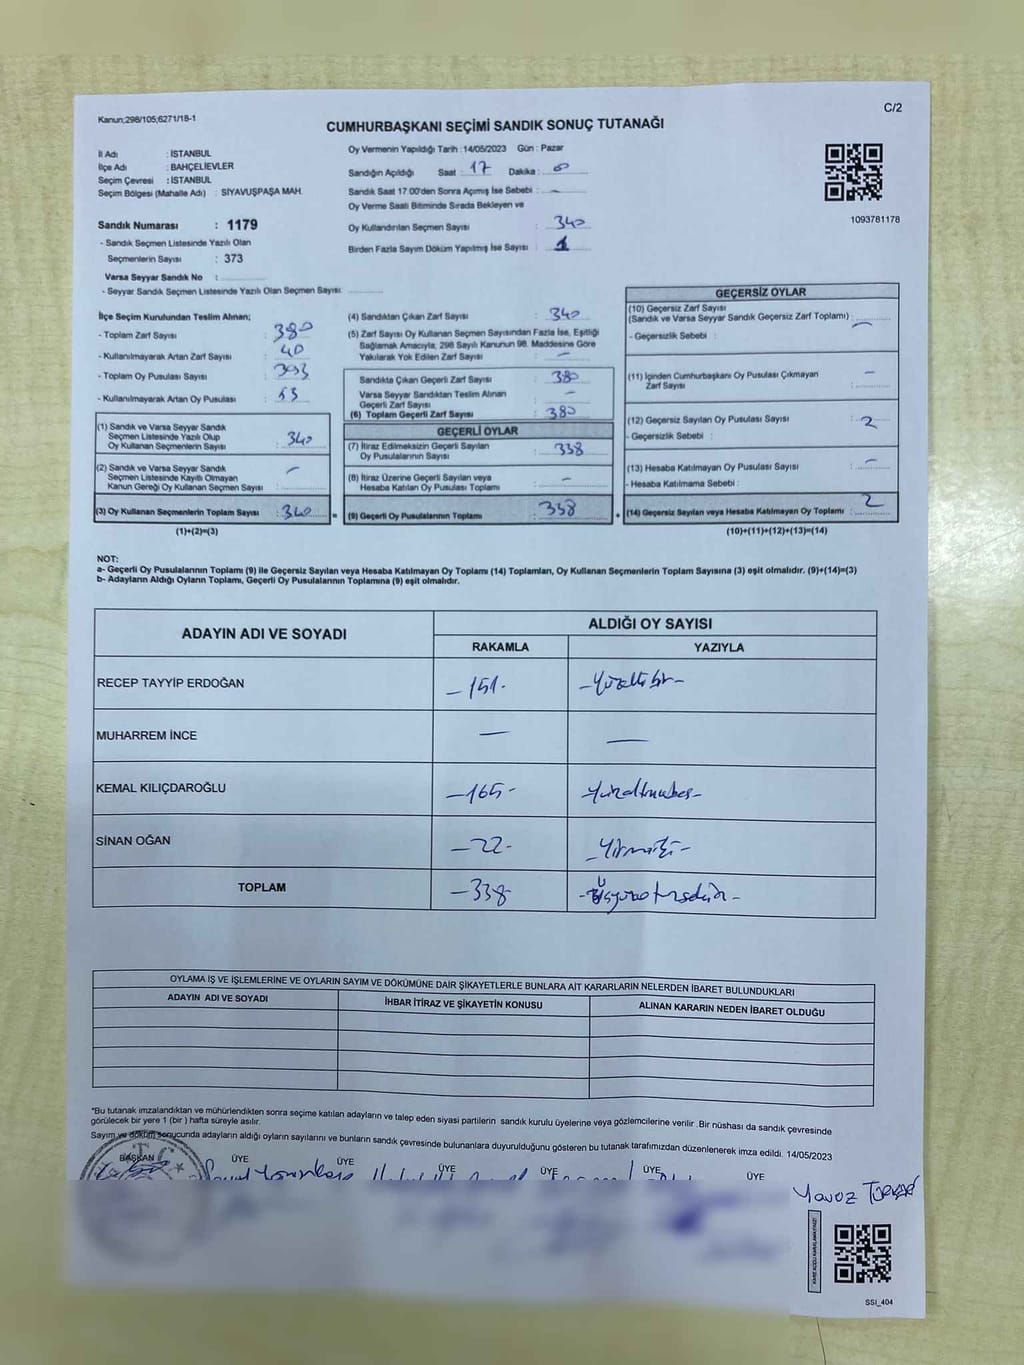 C/2
Kanun;298/105;6271/18-1
CUMHURBAŞKANI SEÇİMİ SANDIK SONUÇ TUTANAĞI
İl Adı : İSTANBUL
İlçe Adı : BAHÇELİEVLER
Seçim Çevresi : İSTANBUL
Seçim Bölgesi (Mahalle Adı) : SİYAVUŞPAŞA MAH.
Sandık Numarası : 1179
- Sandık Seçmen Listesinde Yazılı Olan
Seçmenlerin Sayısı : 373
Varsa Seyyar Sandık No :
- Seyyar Sandık Seçmen Listesinde Yazılı Olan Seçmen Sayısı:
Oy Vermenin Yapıldığı Tarih :14/05/2023 Gün : Pazar
Sandığın Açıldığı Saat : 17 Dakika : 0
Sandık Saat 17.00'den Sonra Açımış İse Sebebi : -
Oy Verme Saati Bitiminde Sırada Bekleyen ve
Oy Kullandırılan Seçmen Sayısı : 340
Birden Fazla Sayım Döküm Yapılmış İse Sayısı : 1
1093781178
İlçe Seçim Kurulundan Teslim Alınan;
- Toplam Zarf Sayısı : 380
- Kullanılmayarak Artan Zarf Sayısı : 40
- Toplam Oy Pusulası Sayısı : 393
- Kullanılmayarak Artan Oy Pusulası : 53
(1) Sandık ve Varsa Seyyar Sandık
Seçmen Listesinde Yazılı Olup
Oy Kullanan Seçmenlerin Sayısı : 340
(2) Sandık ve Varsa Seyyar Sandık
Seçmen Listesinde Kayıtlı Olmayan
Kanun Gereği Oy Kullanan Seçmen Sayısı : -
(3) Oy Kullanan Seçmenlerin Toplam Sayısı : 340
(1)+(2)=(3)
(4) Sandıktan Çıkan Zarf Sayısı : 340
(5) Zarf Sayısı Oy Kullanan Seçmen Sayısından Fazla İse, Eşitliği
Sağlamak Amacıyla; 298 Sayılı Kanunun 98. Maddesine Göre
Yakılarak Yok Edilen Zarf Sayısı : -
Sandıkta Çıkan Geçerli Zarf Sayısı : 380
Varsa Seyyar Sandıktan Teslim Alınan
Geçerli Zarf Sayısı : -
(6) Toplam Geçerli Zarf Sayısı : 380
GEÇERLİ OYLAR
(7) İtiraz Edilmeksizin Geçerli Sayılan
Oy Pusulalarının Sayısı : 338
(8) İtiraz Üzerine Geçerli Sayılan veya
Hesaba Katılan Oy Pusulası Toplamı : -
= (9) Geçerli Oy Pusulalarının Toplamı : 338
GEÇERSİZ OYLAR
(10) Geçersiz Zarf Sayısı
(Sandık ve Varsa Seyyar Sandık Geçersiz Zarf Toplamı) : -
- Geçersizlik Sebebi :
(11) İçinden Cumhurbaşkanı Oy Pusulası Çıkmayan
Zarf Sayısı : -
(12) Geçersiz Sayılan Oy Pusulası Sayısı : 2
- Geçersizlik Sebebi :
(13) Hesaba Katılmayan Oy Pusulası Sayısı : -
- Hesaba Katılmama Sebebi :
+ (14) Geçersiz Sayılan veya Hesaba Katılmayan Oy Toplamı : 2
(10)+(11)+(12)+(13)=(14)
NOT:
a- Geçerli Oy Pusulalarının Toplamı (9) ile Geçersiz Sayılan veya Hesaba Katılmayan Oy Toplamı (14) Toplamları, Oy Kullanan Seçmenlerin Toplam Sayısına (3) eşit olmalıdır. (9)+(14)=(3)
b- Adayların Aldığı Oyların Toplamı, Geçerli Oy Pusulalarının Toplamına (9) eşit olmalıdır.
ADAYIN ADI VE SOYADI
ALDIĞI OY SAYISI
RAKAMLA YAZIYLA
RECEP TAYYİP ERDOĞAN -151- -Yüzellibir-
MUHARREM İNCE - -
KEMAL KILIÇDAROĞLU -165- Yüzaltmışbeş-
SİNAN OĞAN -22- -Yirmiiki-
TOPLAM -338- -Üçyüzotuzsekiz-
OYLAMA İŞ VE İŞLEMLERİNE VE OYLARIN SAYIM VE DÖKÜMÜNE DAİR ŞİKAYETLERLE BUNLARA AİT KARARLARIN NELERDEN İBARET BULUNDUKLARI
ADAYIN ADI VE SOYADI İHBAR İTİRAZ VE ŞİKAYETİN KONUSU ALINAN KARARIN NEDEN İBARET OLDUĞU
*Bu tutanak imzalandıktan ve mühürlendikten sonra seçime katılan adayların ve talep eden siyasi partilerin sandık kurulu üyelerine veya gözlemcilerine verilir. Bir nüshası da sandık çevresinde
görülecek bir yere 1 (bir ) hafta süreyle asılır.
Sayım ve döküm sonucunda adayların aldığı oyların sayılarını ve bunların sandık çevresinde bulunanlara duyurulduğunu gösteren bu tutanak tarafımızdan düzenlenerek imza edildi. 14/05/2023
BAŞKAN ÜYE ÜYE ÜYE ÜYE ÜYE ÜYE
Yavuz
SSI_404